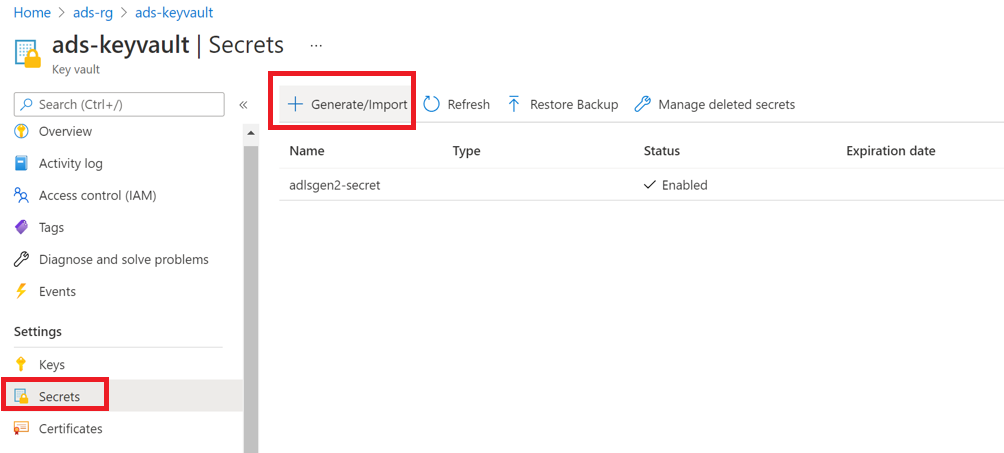 Home > ads-rg > ads-keyvault
ads-keyvault | Secrets ...
Key vault
Search (Ctrl+/) «
Overview
Activity log
Access control (IAM)
Tags
Diagnose and solve problems
Events
Settings
Keys
Secrets
Certificates
+ Generate/Import Refresh Restore Backup Manage deleted secrets
Name Type Status Expiration date
adlsgen2-secret Enabled